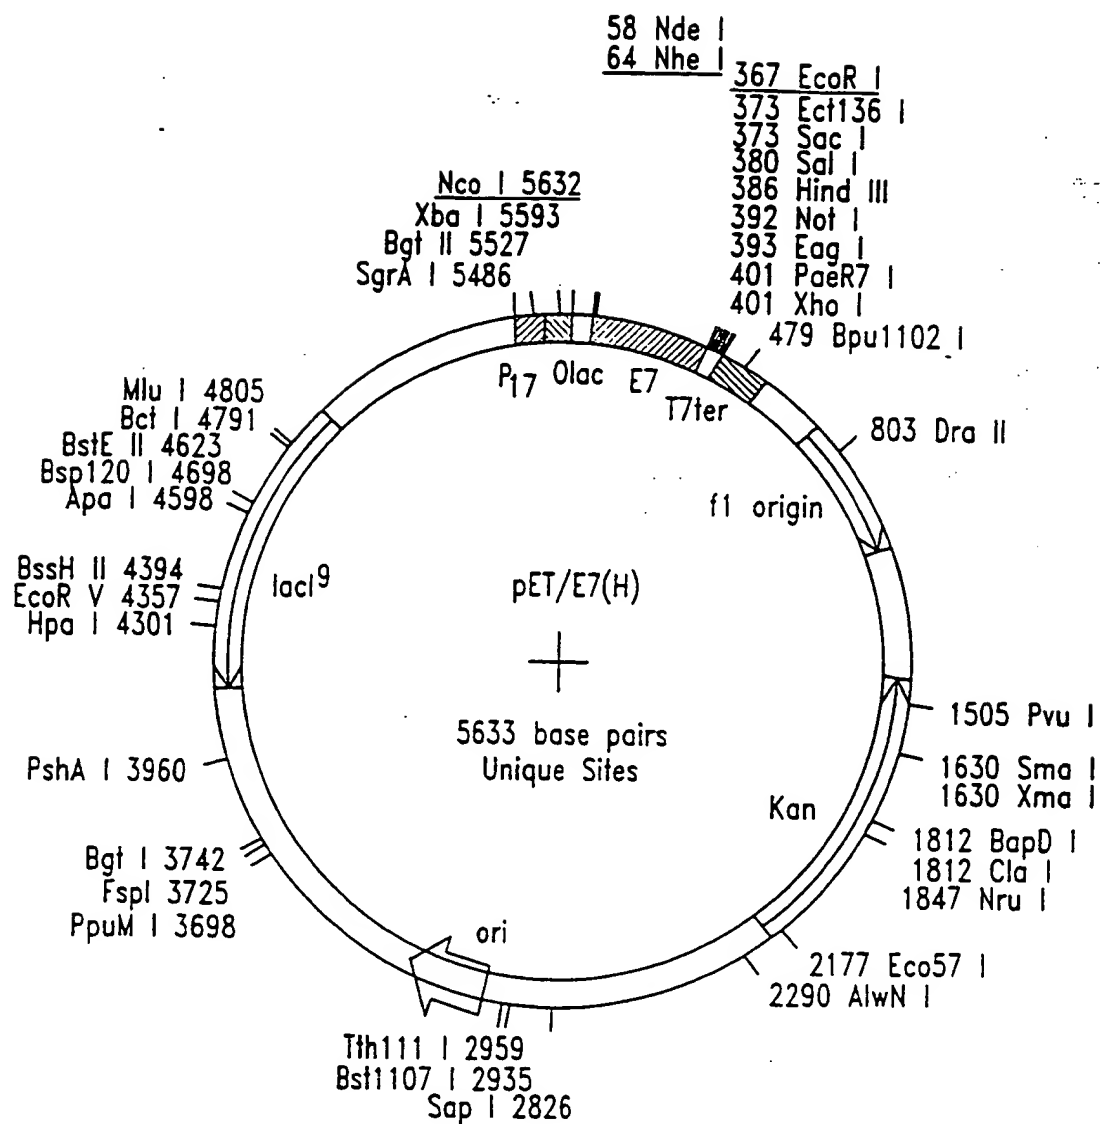 58 Nde I
64 Nhe I
367 EcoR I
373 Ect136 I
373 Sac I
380 Sal I
386 Hind III
392 Not I
393 Eag I
401 PaeR7 I
401 Xho I
479 Bpu1102 I
Nco I 5632
Xba I 5593
Bgt II 5527
SgrA I 5486
P17
Olac
E7
T7ter
803 Dra II
f1 origin
Mlu I 4805
Bct I 4791
BstE II 4623
Bsp120 I 4698
Apa I 4598
BssH II 4394
EcoR V 4357
Hpa I 4301
lacI9
pET/E7(H)
5633 base pairs
Unique Sites
1505 Pvu I
1630 Sma I
1630 Xma I
Kan
1812 BapD I
1812 Cla I
1847 Nru I
2177 Eco57 I
2290 AlwN I
PshA I 3960
Bgt I 3742
FspI 3725
PpuM I 3698
ori
Tth111 I 2959
Bst1107 I 2935
Sap I 2826